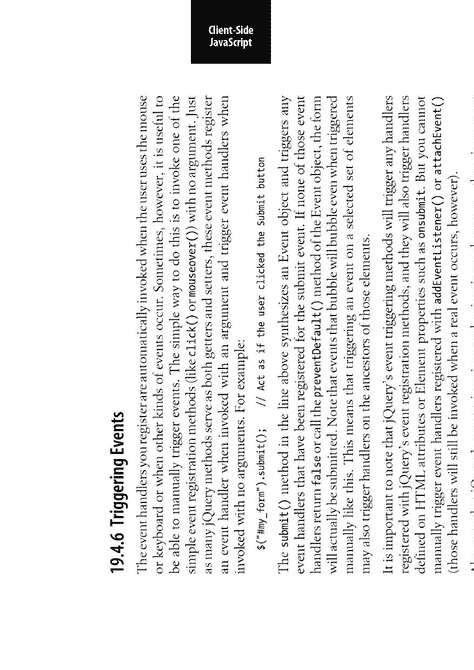 Client-Side
JavaScript
19.4.6 Triggering Events
The event handlers you register are automatically invoked when the user uses the mouse
or keyboard or when other kinds of events occur. Sometimes, however, it is useful to
be able to manually trigger events. The simple way to do this is to invoke one of the
simple event registration methods (like click() or mouseover()) with no argument. Just
as many jQuery methods serve as both getters and setters, these event methods register
an event handler when invoked with an argument and trigger event handlers when
invoked with no arguments. For example:
$("#my_form").submit(); // Act as if the user clicked the Submit button
The submit() method in the line above synthesizes an Event object and triggers any
event handlers that have been registered for the submit event. If none of those event
handlers return false or call the preventDefault() method of the Event object, the form
will actually be submitted. Note that events that bubble will bubble even when triggered
manually like this. This means that triggering an event on a selected set of elements
may also trigger handlers on the ancestors of those elements.
It is important to note that jQuery's event triggering methods will trigger any handlers
registered with jQuery's event registration methods, and they will also trigger handlers
defined on HTML attributes or Element properties such as onsubmit. But you cannot
manually trigger event handlers registered with addEventListener() or attachEvent()
(those handlers will still be invoked when a real event occurs, however).